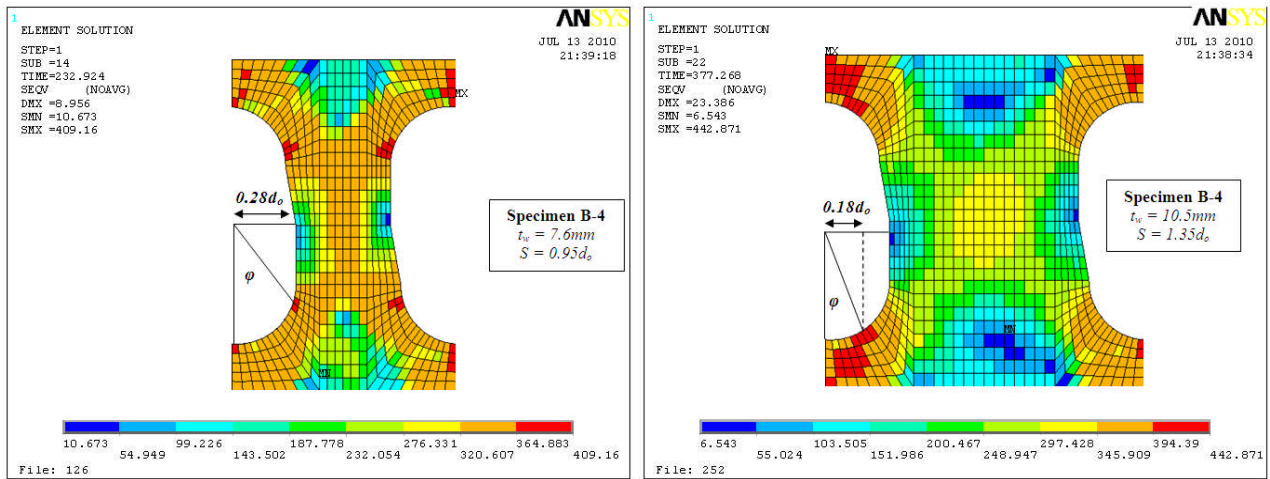 1
ANSYS
ELEMENT SOLUTION
JUL 13 2010
21:39:18
STEP=1
SUB =14
TIME=232.924
SEQV (NOAVG)
DMX =8.956
SMN =10.673
SMX =409.16
MX
0.28dₒ
φ
Specimen B-4
t_w = 7.6mm
S = 0.95dₒ
MN
10.673 99.226 187.778 276.331 364.883
54.949 143.502 232.054 320.607 409.16
File: 126
1
ANSYS
ELEMENT SOLUTION
JUL 13 2010
21:38:34
STEP=1
SUB =22
TIME=377.268
SEQV (NOAVG)
DMX =23.386
SMN =6.543
SMX =442.871
MX
0.18dₒ
φ
Specimen B-4
t_w = 10.5mm
S = 1.35dₒ
MN
6.543 103.505 200.467 297.428 394.39
55.024 151.986 248.947 345.909 442.871
File: 252